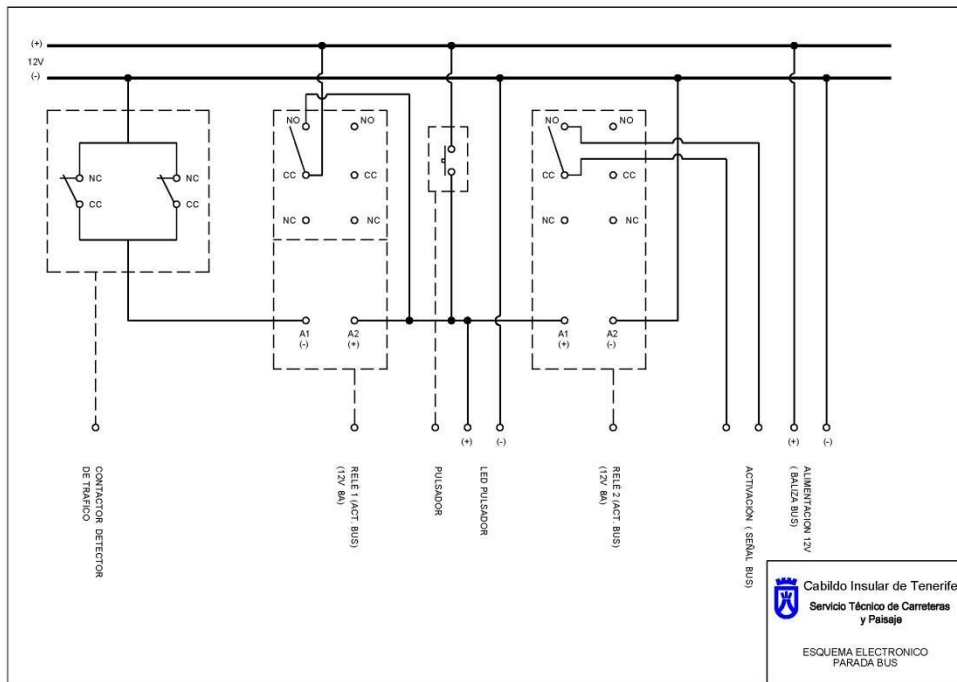 (+)
12V
(-)
NO
NO
NO
NO
NC
NC
CC
CC
CC
CC
CC
CC
NC
NC
NC
NC
A1
(-)
A2
(+)
A1
(+)
A2
(-)
(+)
(-)
(+)
(-)
CONTACTOR DETECTOR
DE TRAFICO
RELÉ 1 (ACT. BUS)
(12V 8A)
PULSADOR
LED PULSADOR
RELÉ 2 (ACT. BUS)
(12V 8A)
ACTIVACIÓN ( SEÑAL BUS)
ALIMENTACION 12V
( BALIZA BUS)
Cabildo Insular de Tenerife
Servicio Técnico de Carreteras
y Paisaje
ESQUEMA ELECTRONICO
PARADA BUS